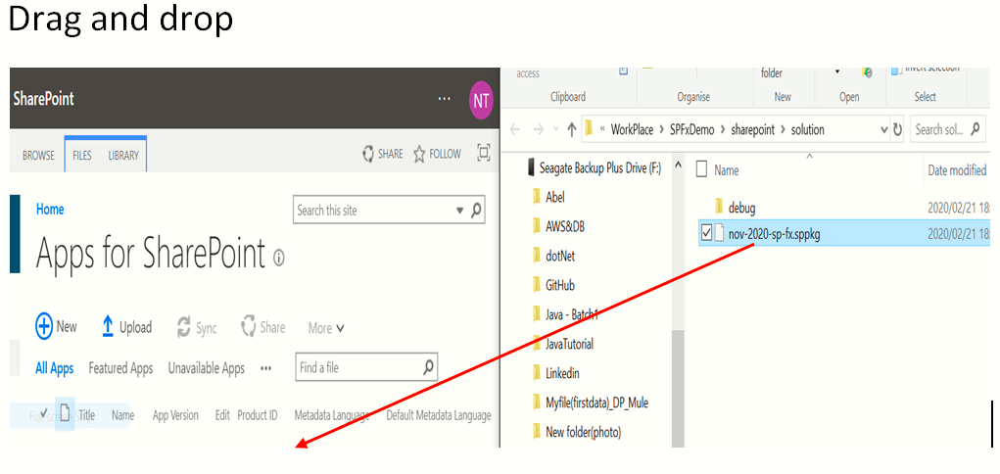 Drag and drop
SharePoint
... NT
BROWSE FILES LIBRARY SHARE FOLLOW
Home
Search this site
Apps for SharePoint
New Upload Sync Share More
All Apps Featured Apps Unavailable Apps ...
Find a file
Title Name App Version Edit Product ID Metadata Language Default Metadata Language
access
folder
Invert selection
Clipboard Organise New Open Select
« WorkPlace > SPFxDemo > sharepoint > solution
Search sol...
Seagate Backup Plus Drive (F:)
Abel
AWS&DB
dotNet
GitHub
Java - Batch1
JavaTutorial
Linkedin
Myfile(firstdata)_DP_Mule
New folder(photo)
Name Date modified
debug 2020/02/21 18:
nov-2020-sp-fx.sppkg 2020/02/21 18: